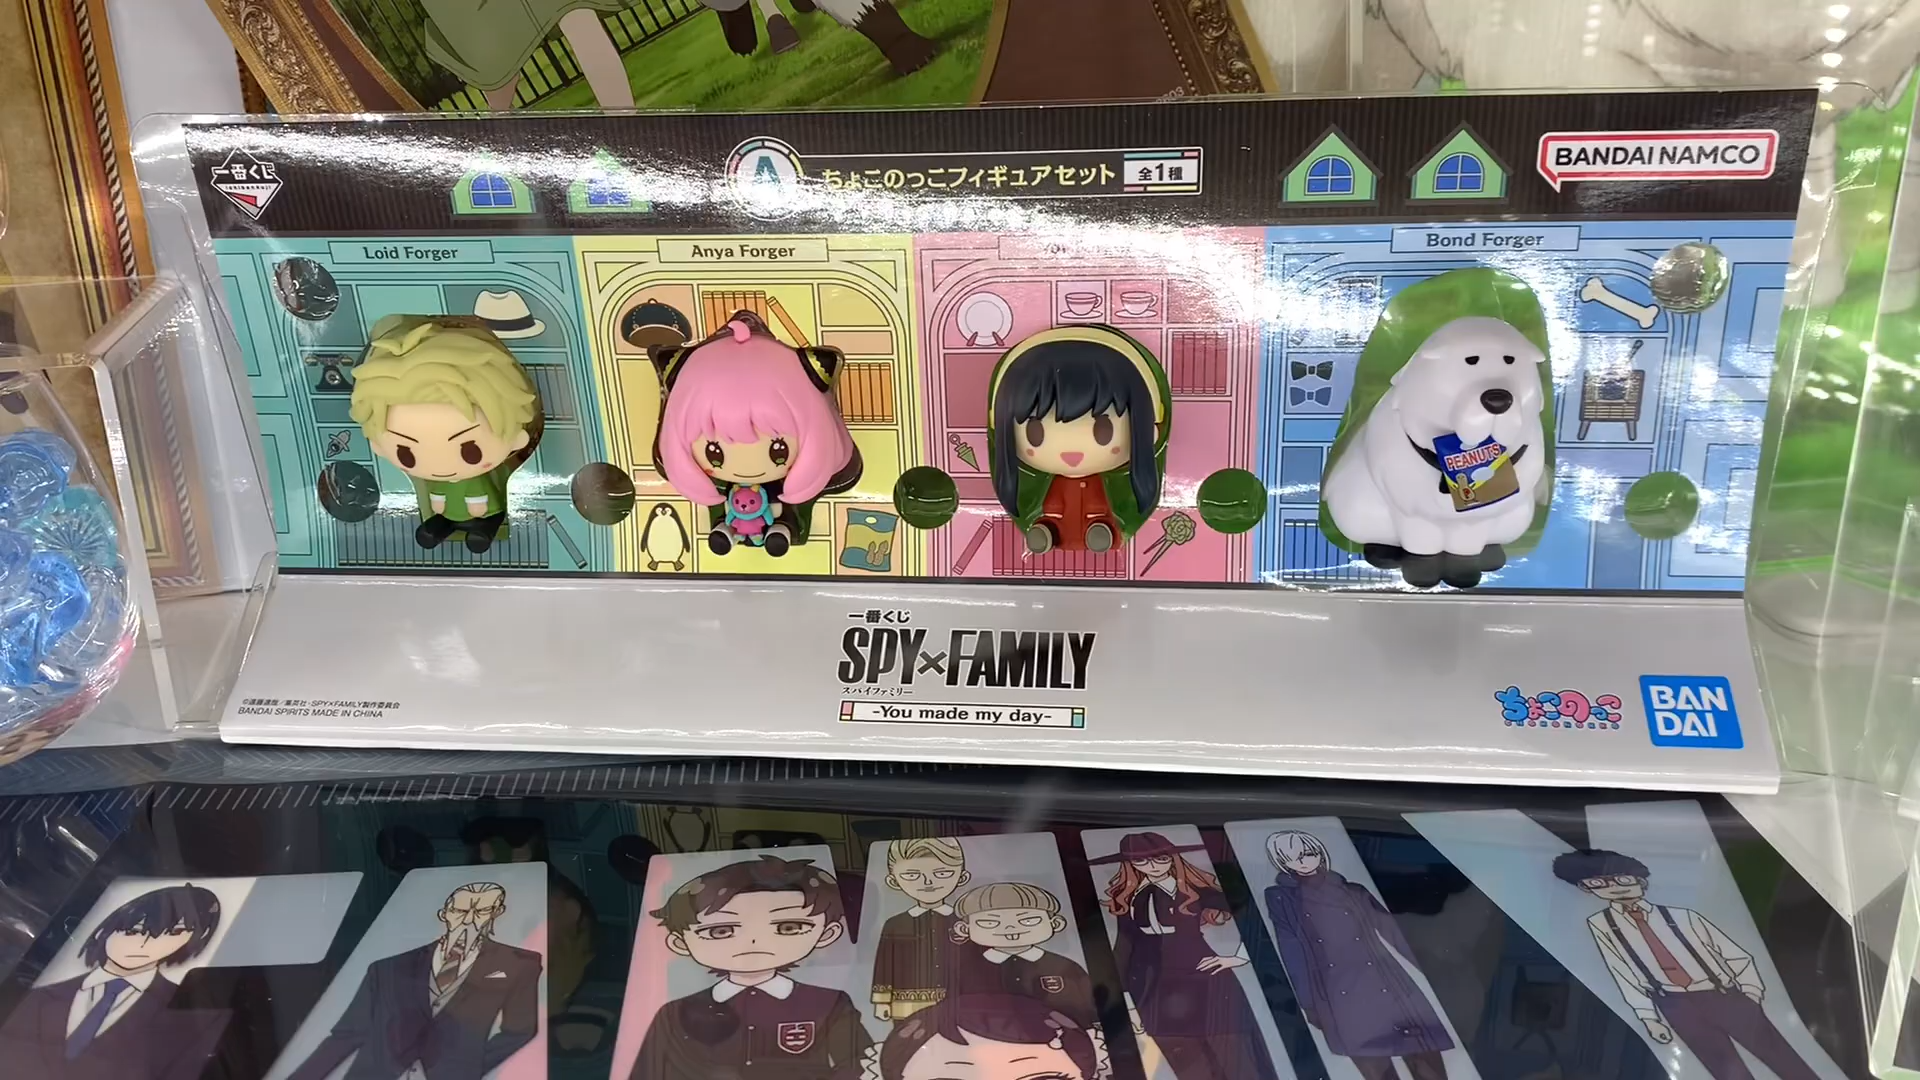 一番くじ
ichibankuji
A
ちょこのっこフィギュアセット
全1種
BANDAI NAMCO
Loid Forger
Anya Forger
Bond Forger
PEANUTS
一番くじ
SPY×FAMILY
スパイファミリー
-You made my day-
©遠藤達哉／集英社・SPY×FAMILY製作委員会
BANDAI SPIRITS MADE IN CHINA
ちょこのっこ
CHOKONOKKO
BAN
DAI